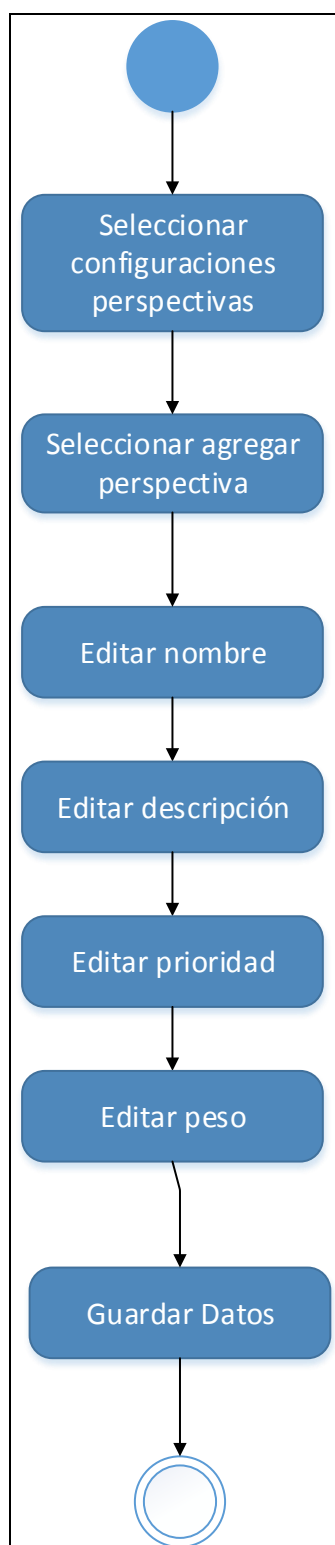 Seleccionar
configuraciones
perspectivas
Seleccionar agregar
perspectiva
Editar nombre
Editar descripción
Editar prioridad
Editar peso
Guardar Datos